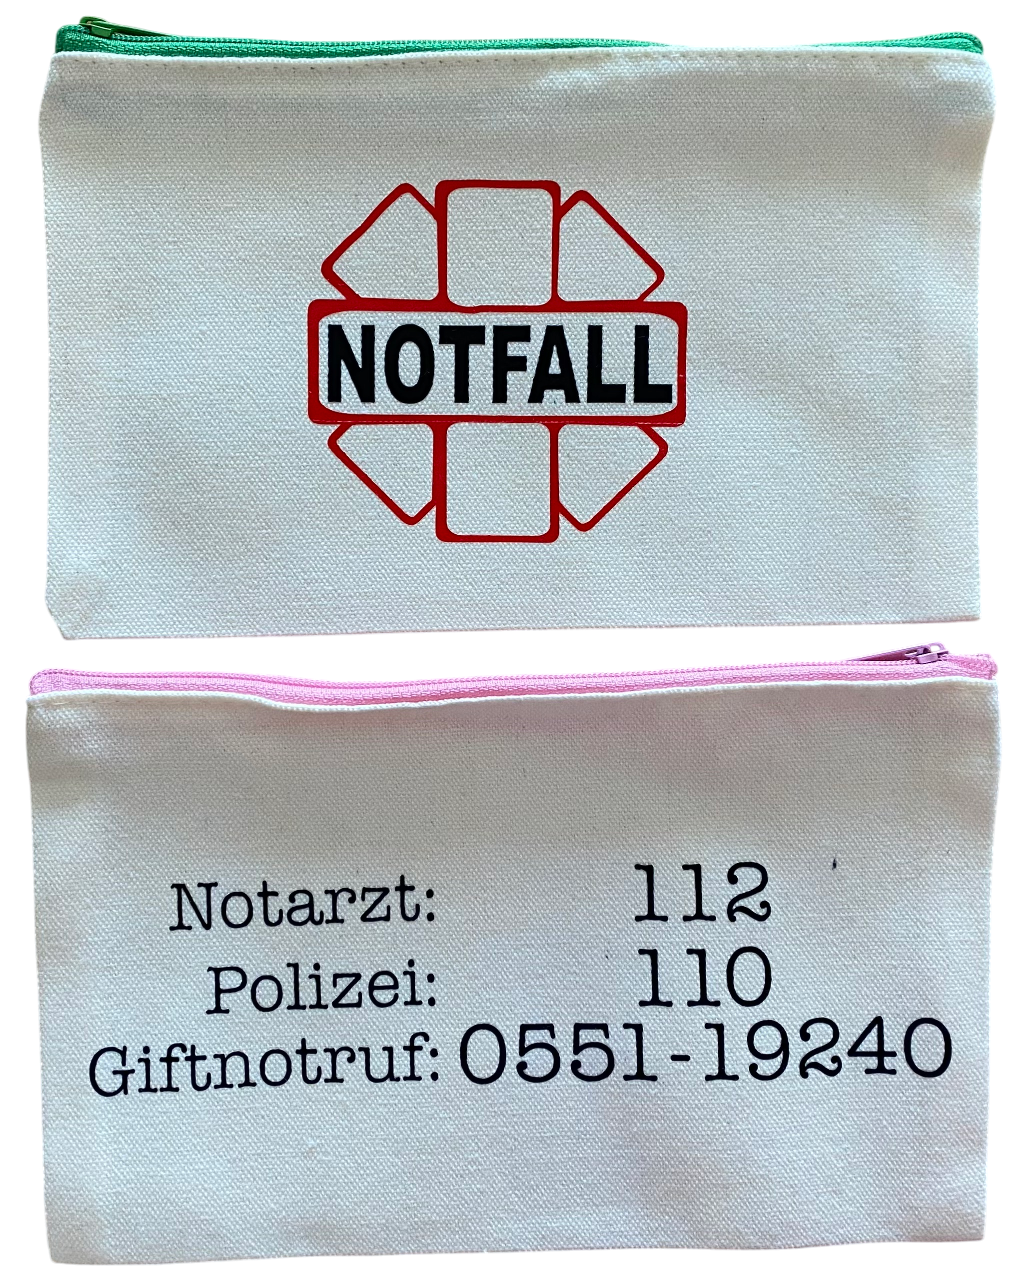 NOTFALL
Notarzt: 112
Polizei: 110
Giftnotruf: 0551-19240